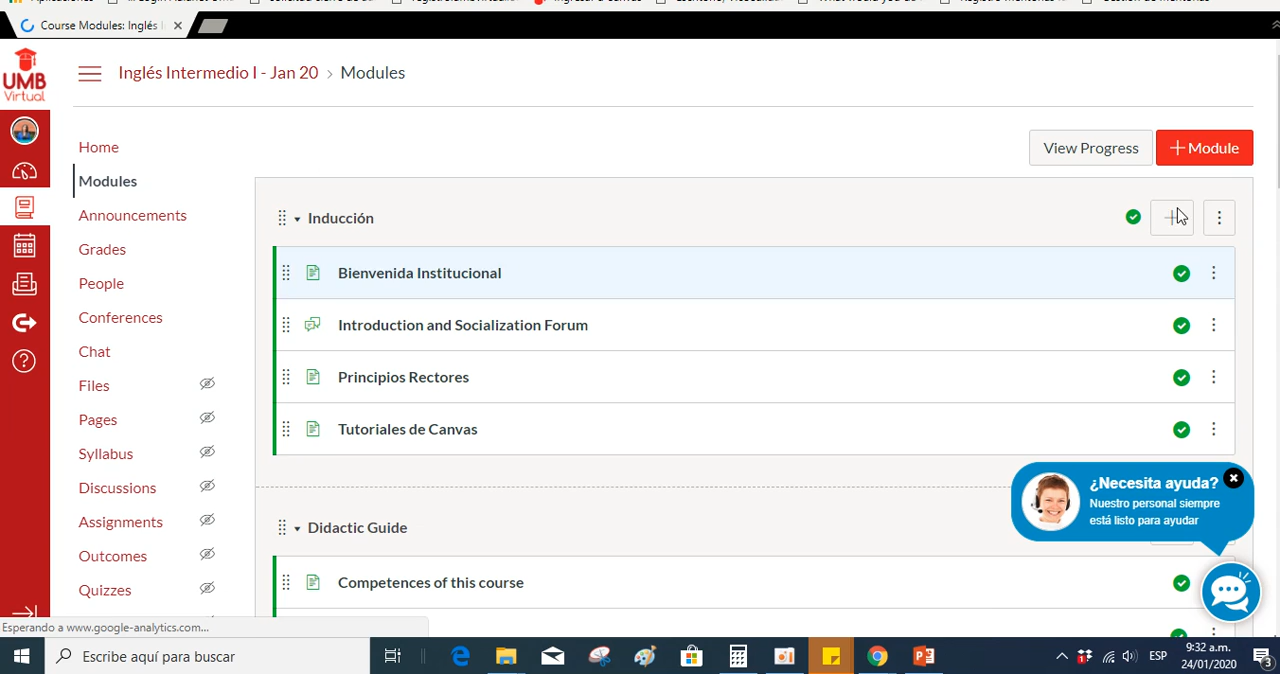 Course Modules: Inglés I
UMB
Virtual
Inglés Intermedio I - Jan 20 › Modules
View Progress
Module
Home
Modules
Announcements
Grades
People
Conferences
Chat
Files
Pages
Syllabus
Discussions
Assignments
Outcomes
Quizzes
Inducción
Bienvenida Institucional
Introduction and Socialization Forum
Principios Rectores
Tutoriales de Canvas
Didactic Guide
Competences of this course
¿Necesita ayuda?
Nuestro personal siempre
está listo para ayudar
Esperando a www.google-analytics.com...
Escribe aquí para buscar
ESP
9:32 a.m.
24/01/2020
3